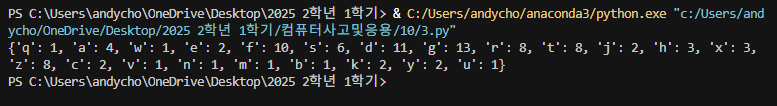 PS C:\Users\andycho\OneDrive\Desktop\2025 2학년 1학기> & C:/Users/andycho/anaconda3/python.exe "c:/Users/and
ycho/OneDrive/Desktop/2025 2학년 1학기/컴퓨터사고및응용/10/3.py"
{'q': 1, 'a': 4, 'w': 1, 'e': 2, 'f': 10, 's': 6, 'd': 11, 'g': 13, 'r': 8, 't': 8, 'j': 2, 'h': 3, 'x': 3,
'z': 8, 'c': 2, 'v': 1, 'n': 1, 'm': 1, 'b': 1, 'k': 2, 'y': 2, 'u': 1}
PS C:\Users\andycho\OneDrive\Desktop\2025 2학년 1학기>